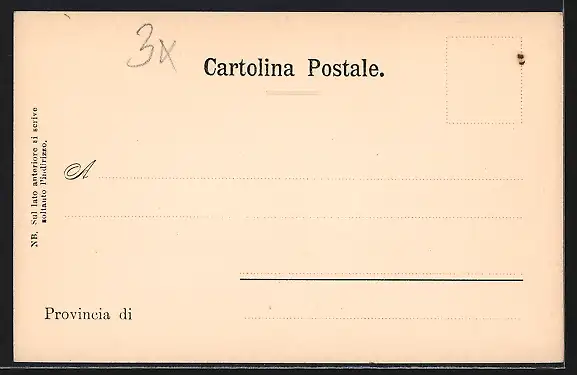 3x
Cartolina Postale.
NB. Sul lato anteriore si scrive
soltanto l'indirizzo.
A
Provincia di